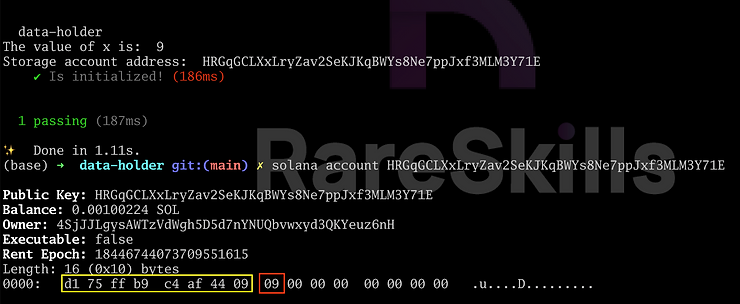 data-holder
The value of x is:  9
Storage account address:  HRGqGCLXxLryZav2SeKJKqBWYs8Ne7ppJxf3MLM3Y71E
✔ Is initialized! (186ms)
1 passing (187ms)
✨  Done in 1.11s.
(base) ➜  data-holder git:(main) ✗ solana account HRGqGCLXxLryZav2SeKJKqBWYs8Ne7ppJxf3MLM3Y71E
RareSkills
Public Key: HRGqGCLXxLryZav2SeKJKqBWYs8Ne7ppJxf3MLM3Y71E
Balance: 0.00100224 SOL
Owner: 4SjJJLgysAWTzVdWgh5D5d7nYNUQbvwxyd3QKYeuz6nH
Executable: false
Rent Epoch: 18446744073709551615
Length: 16 (0x10) bytes
0000:   d1 75 ff b9  c4 af 44 09  09 00 00 00  00 00 00 00   .u....D.........